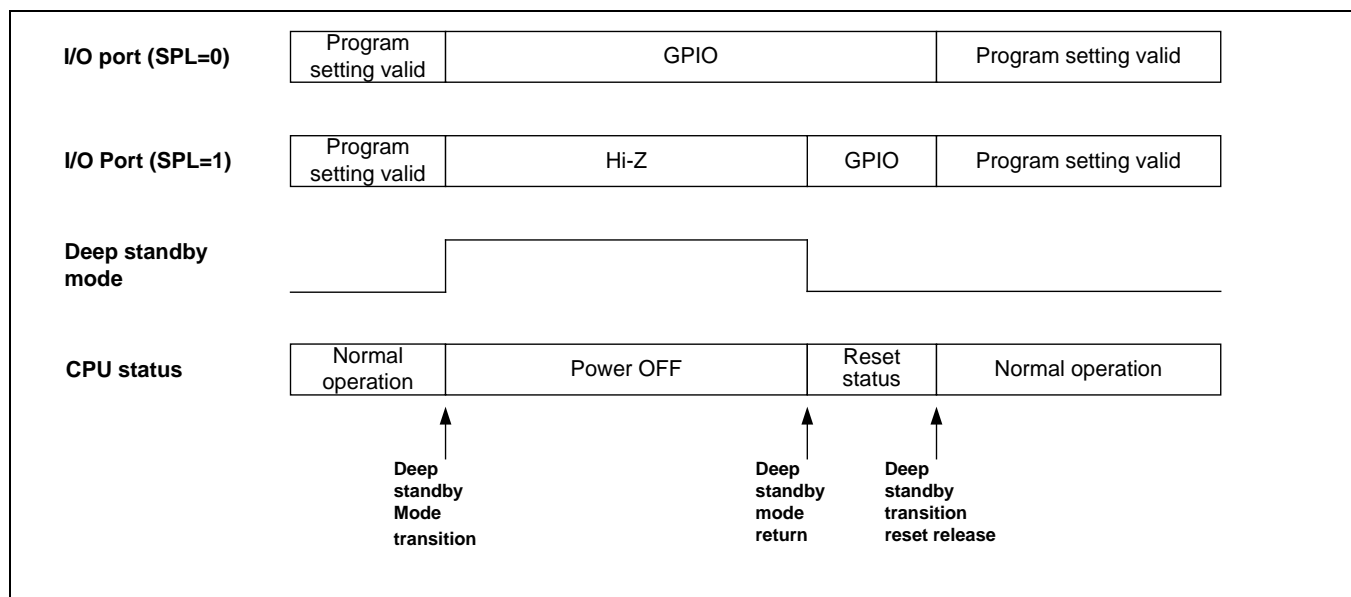 I/O port (SPL=0)
Program
setting valid
GPIO
Program setting valid
I/O Port (SPL=1)
Program
setting valid
Hi-Z
GPIO
Program setting valid
Deep standby
mode
CPU status
Normal
operation
Power OFF
Reset
status
Normal operation
Deep
standby
Mode
transition
Deep
standby
mode
return
Deep
standby
transition
reset release